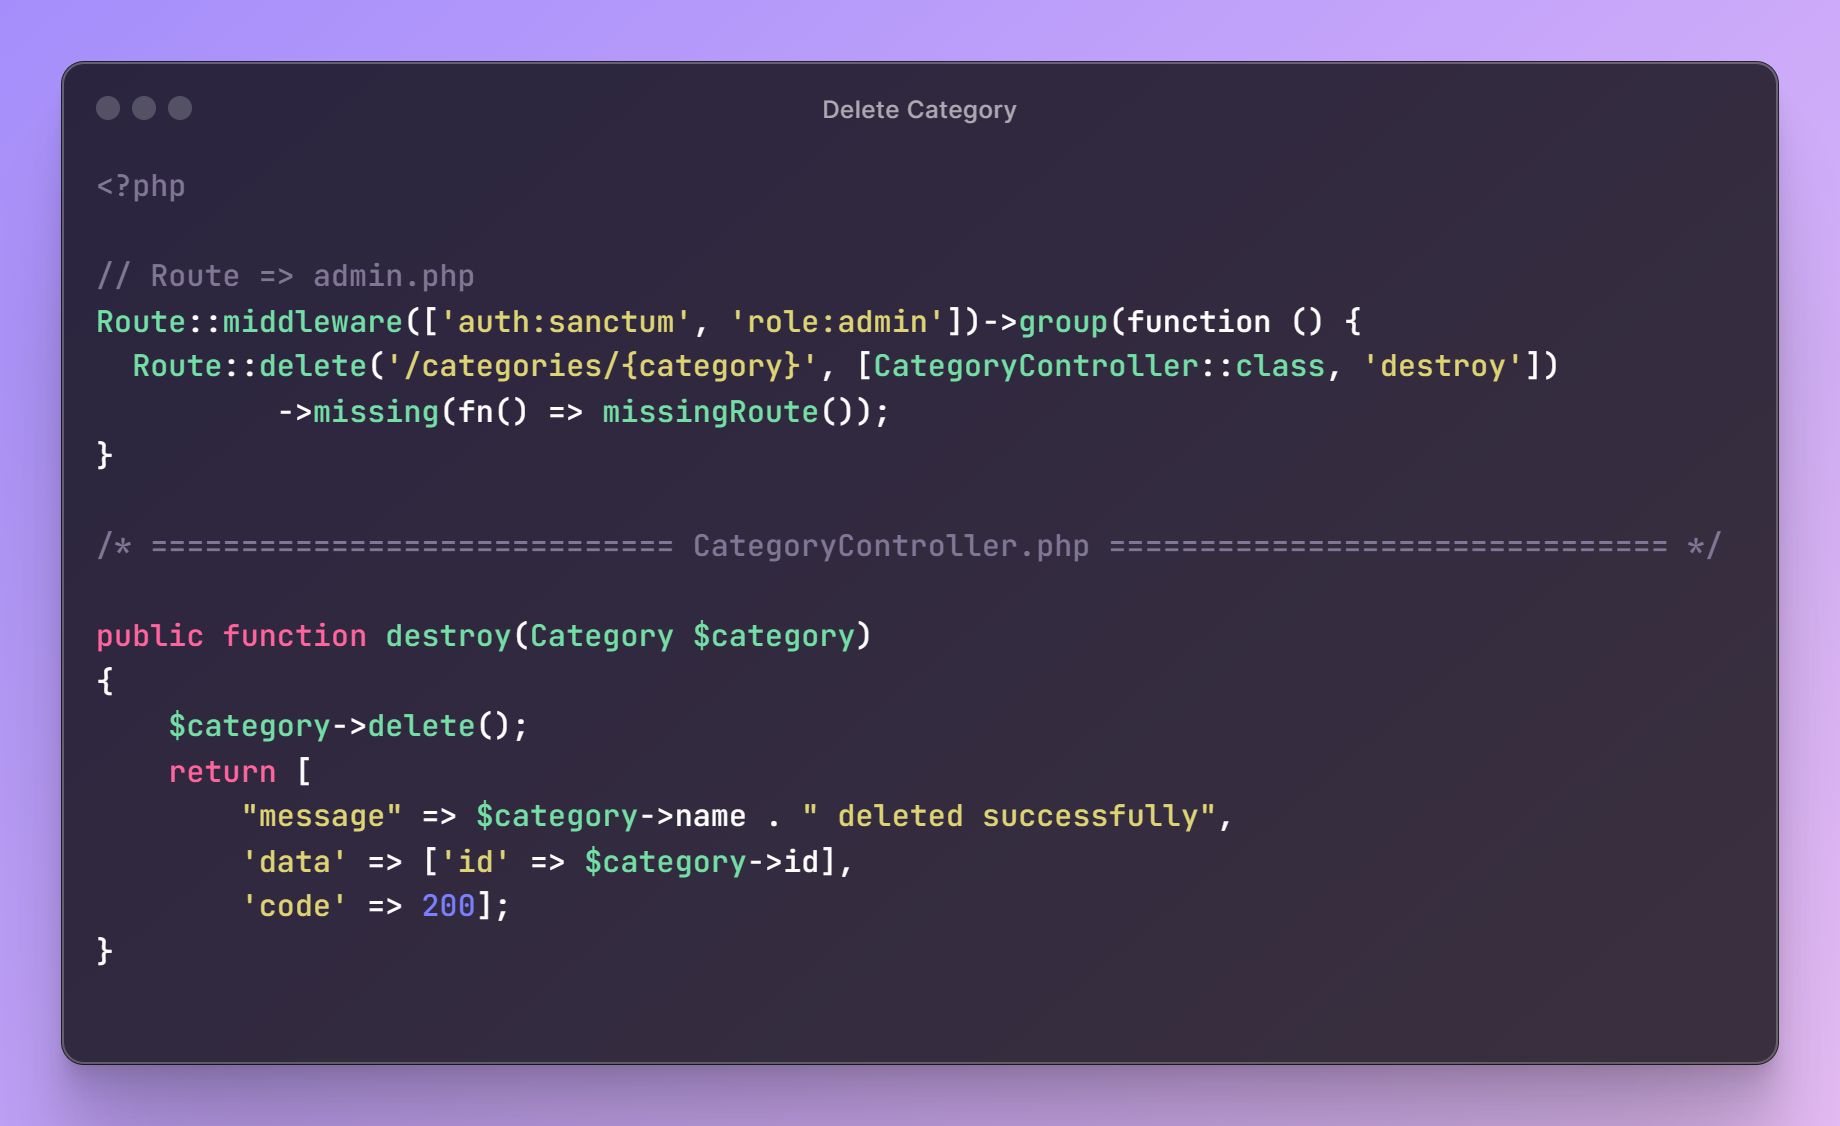 Delete Category
<?php
// Route => admin.php
Route::middleware(['auth:sanctum', 'role:admin'])->group(function () {
  Route::delete('/categories/{category}', [CategoryController::class, 'destroy'])
          ->missing(fn() => missingRoute());
}
/* ============================= CategoryController.php =============================== */
public function destroy(Category $category)
{
    $category->delete();
    return [
        "message" => $category->name . " deleted successfully",
        'data' => ['id' => $category->id],
        'code' => 200];
}